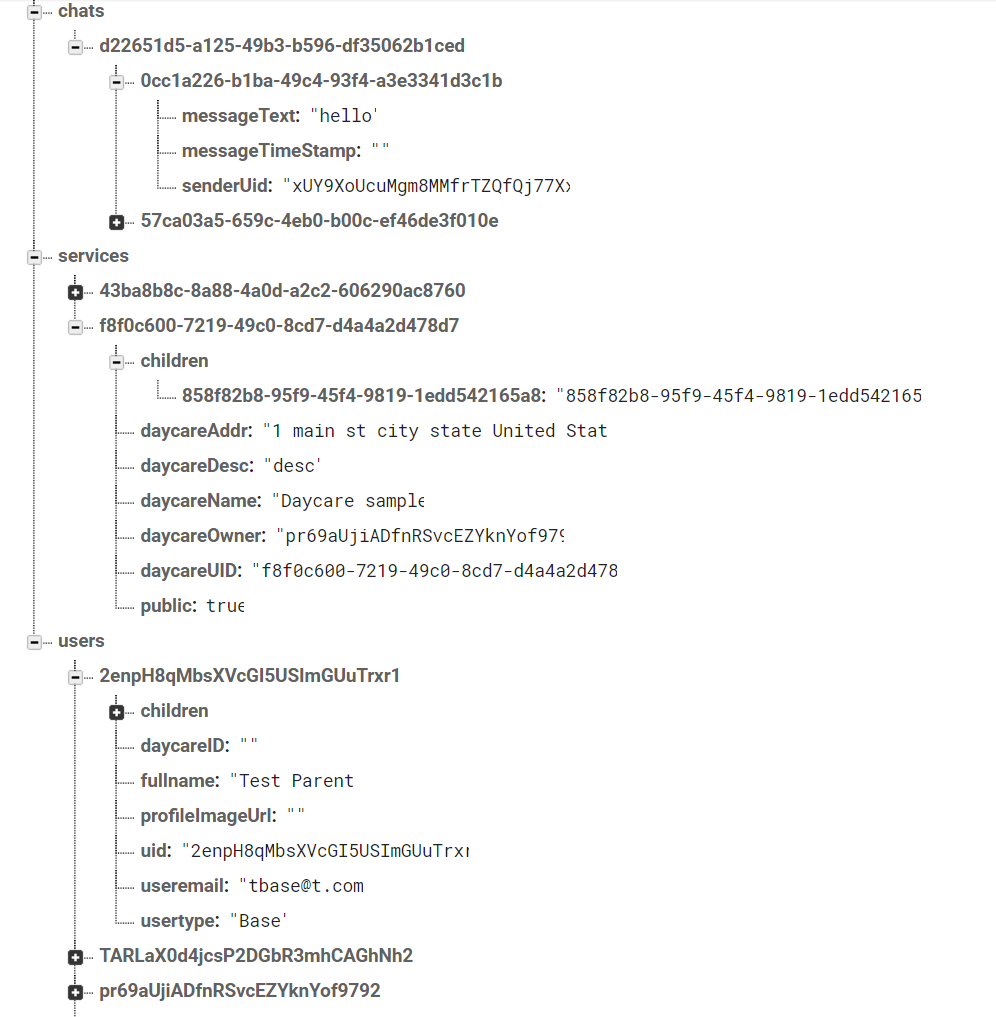 chats
d22651d5-a125-49b3-b596-df35062b1ced
0cc1a226-b1ba-49c4-93f4-a3e3341d3c1b
messageText: "hello'
messageTimeStamp: ""
senderUid: "xUY9XoUcuMgm8MMfrTZQfQj77X
57ca03a5-659c-4eb0-b00c-ef46de3f010e
services
43ba8b8c-8a88-4a0d-a2c2-606290ac8760
f8f0c600-7219-49c0-8cd7-d4a4a2d478d7
children
858f82b8-95f9-45f4-9819-1edd542165a8: "858f82b8-95f9-45f4-9819-1edd542165
daycareAddr: "1 main st city state United Stat
daycareDesc: "desc'
daycareName: "Daycare sample
daycareOwner: "pr69aUjiADfnRSvcEZYknYof979
daycareUID: "f8f0c600-7219-49c0-8cd7-d4a4a2d478
public: true
users
2enpH8qMbsXVcGI5USImGUuTrxr1
children
daycareID: ""
fullname: "Test Parent
profileImageUrl: ""
uid: "2enpH8qMbsXVcGI5USImGUuTrxr
useremail: "tbase@t.com
usertype: "Base'
TARLaX0d4jcsP2DGbR3mhCAGhNh2
pr69aUjiADfnRSvcEZYknYof9792